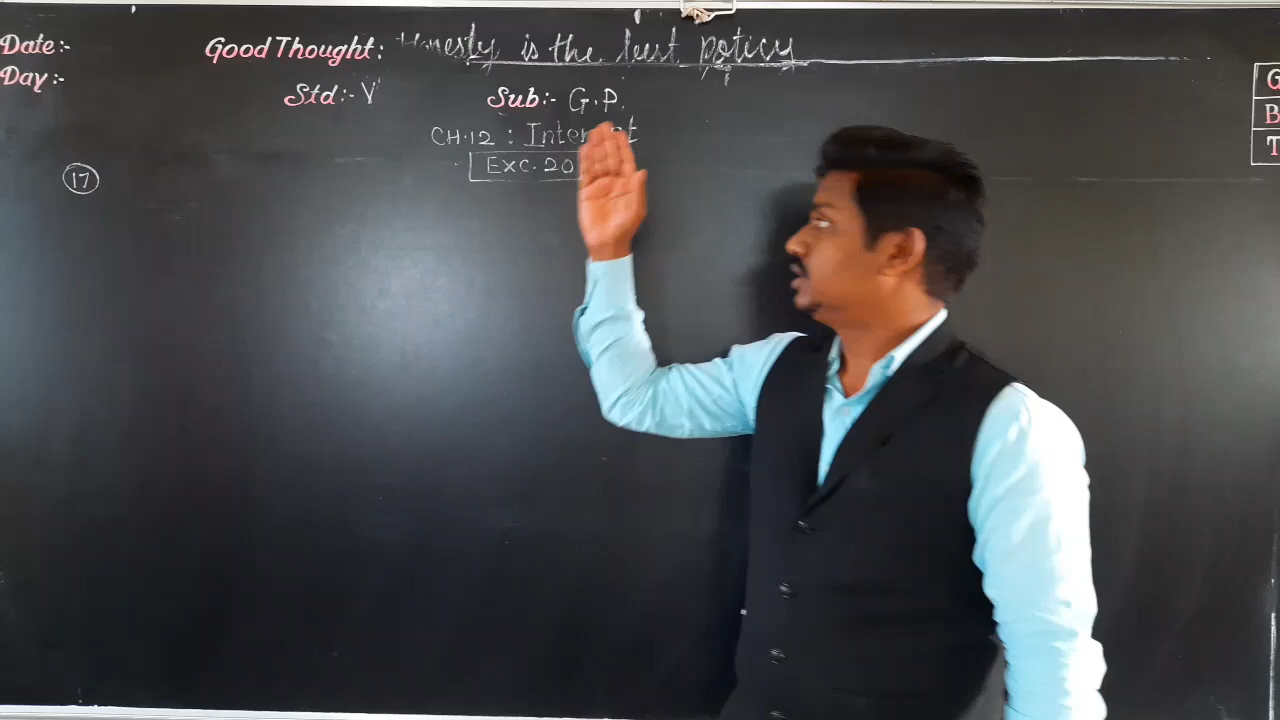 Date:-
Good Thought: Honesty is the best policy
Day:-
Std:- V
Sub:- G.P.
CH.12 : Interest
Exc. 20
17
G
B
T